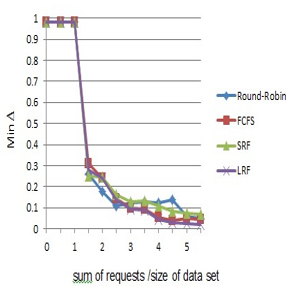 1
0.9
0.8
0.7
0.6
0.5
0.4
0.3
0.2
0.1
0
Min Δ
0 1 2 3 4 5
sum of requests /size of data set
Round-Robin
FCFS
SRF
LRF